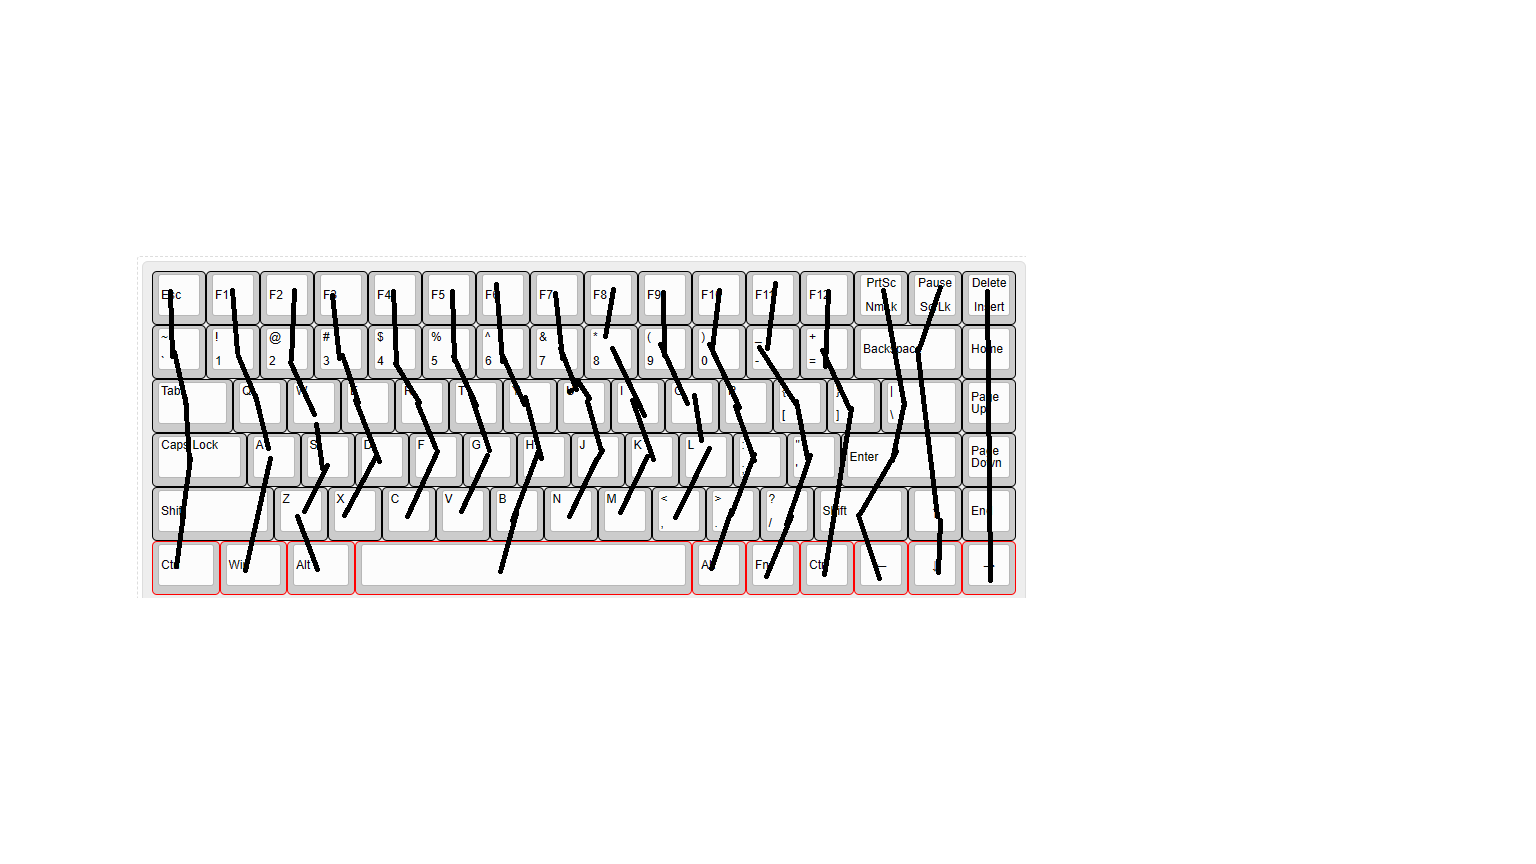 Esc F1 F2 F3 F4 F5 F6 F7 F8 F9 F10 F11 F12 PrtSc Pause Delete
NmLk ScrLk Insert
~ ! @ # $ % ^ & * ( ) _ + Backspace Home
` 1 2 3 4 5 6 7 8 9 0 - =
Tab Q W E R T Y U I O P { } | Page
[ ] \ Up
Caps Lock A S D F G H J K L : " Enter Page
; ' Down
Shift Z X C V B N M < > ? Shift ↑ End
, . /
Ctrl Win Alt Alt Fn Ctrl ← ↓ →